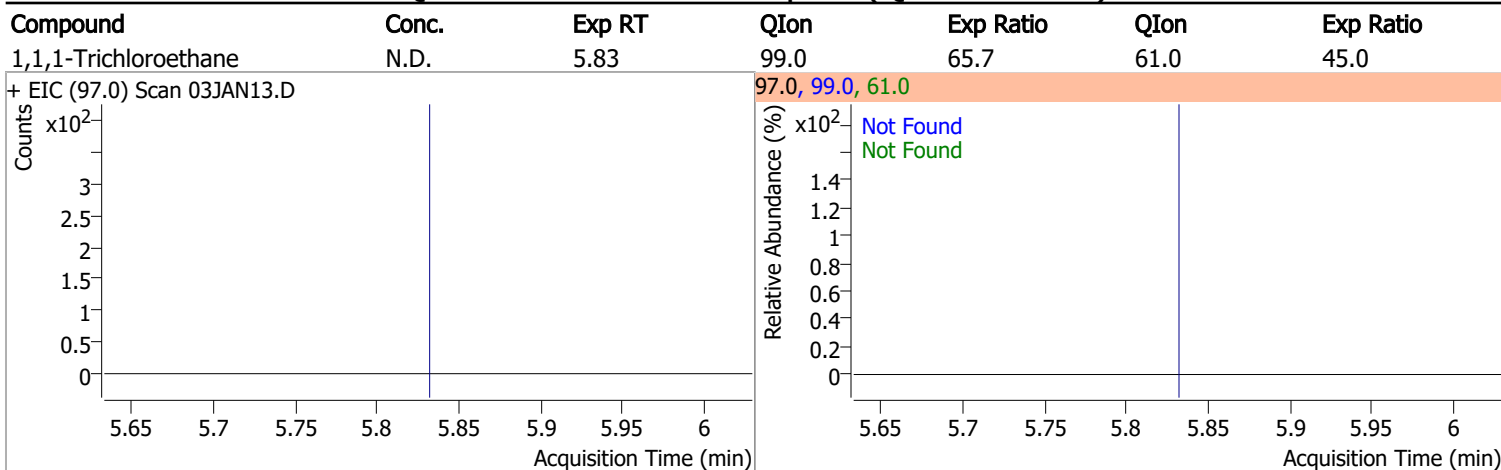 Compound Conc. Exp RT QIon Exp Ratio QIon Exp Ratio
1,1,1-Trichloroethane N.D. 5.83 99.0 65.7 61.0 45.0
+ EIC (97.0) Scan 03JAN13.D
Counts
x10²
3
2.5
2
1.5
1
0.5
0
5.65 5.7 5.75 5.8 5.85 5.9 5.95 6
Acquisition Time (min)
97.0, 99.0, 61.0
Relative Abundance (%)
x10²
Not Found
Not Found
1.4
1.2
1
0.8
0.6
0.4
0.2
0
5.65 5.7 5.75 5.8 5.85 5.9 5.95 6
Acquisition Time (min)